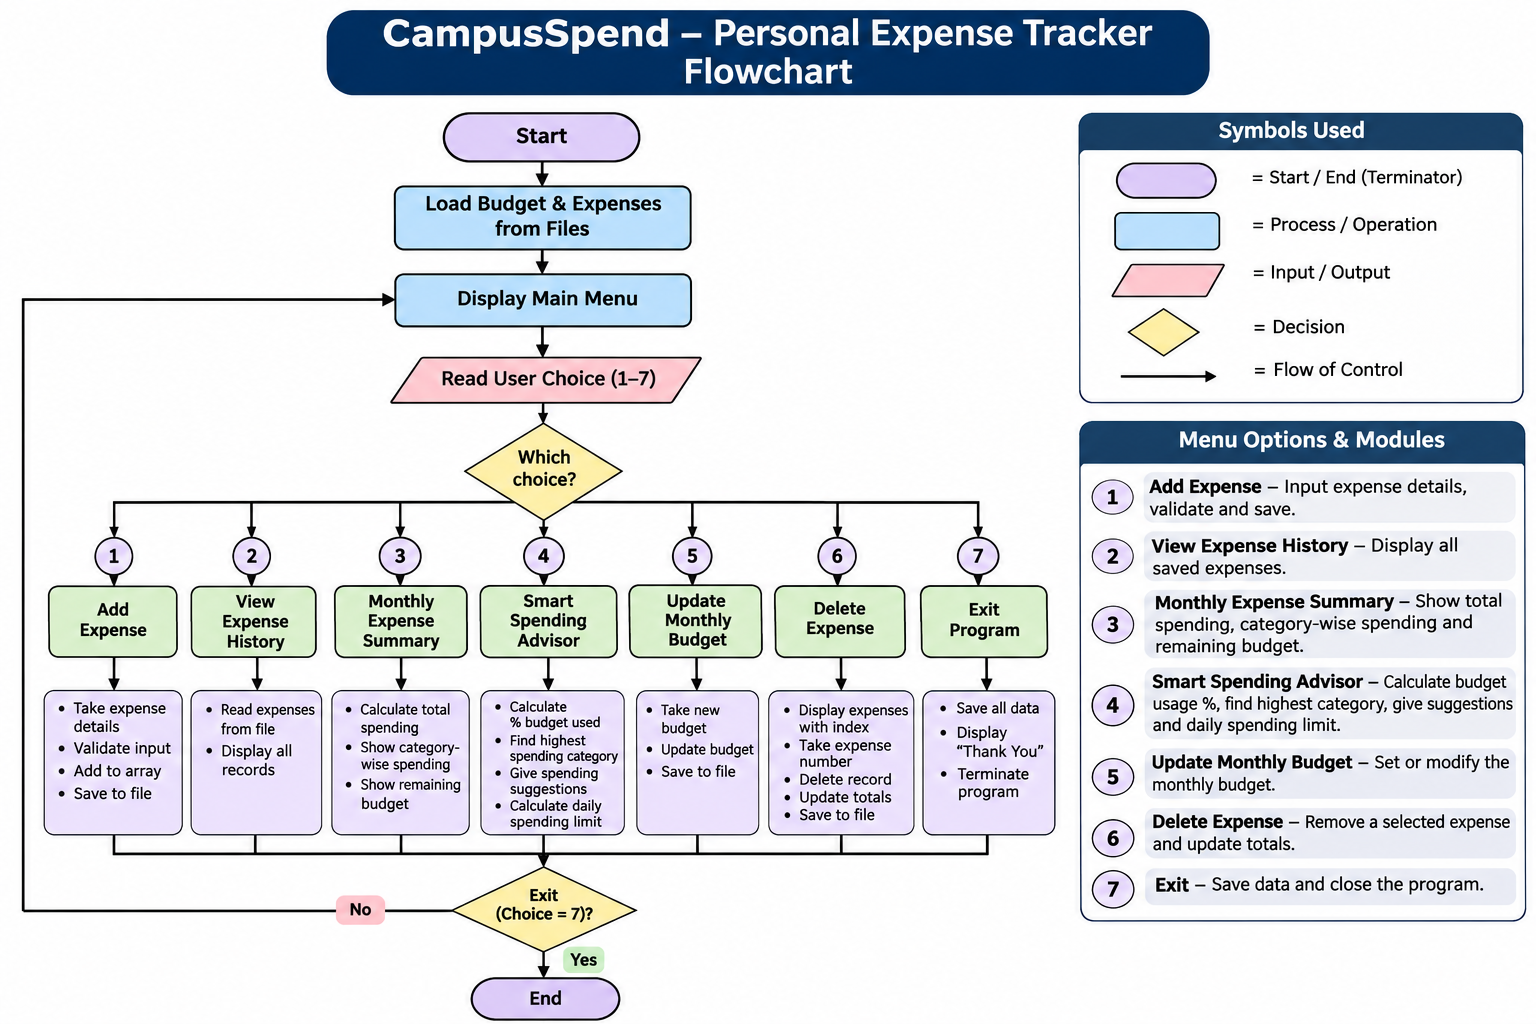 CampusSpend – Personal Expense Tracker
Flowchart
Start
Load Budget & Expenses
from Files
Display Main Menu
Read User Choice (1–7)
Which
choice?
1
2
3
4
5
6
7
Add
Expense
View
Expense
History
Monthly
Expense
Summary
Smart
Spending
Advisor
Update
Monthly
Budget
Delete
Expense
Exit
Program
• Take expense
details
• Validate input
• Add to array
• Save to file
• Read expenses
from file
• Display all
records
• Calculate total
spending
• Show category-
wise spending
• Show remaining
budget
• Calculate
% budget used
• Find highest
spending category
• Give spending
suggestions
• Calculate daily
spending limit
• Take new
budget
• Update budget
• Save to file
• Display expenses
with index
• Take expense
number
• Delete record
• Update totals
• Save to file
• Save all data
• Display
“Thank You”
• Terminate
program
Exit
(Choice = 7)?
No
Yes
End
Symbols Used
= Start / End (Terminator)
= Process / Operation
= Input / Output
= Decision
= Flow of Control
Menu Options & Modules
1 Add Expense – Input expense details,
validate and save.
2 View Expense History – Display all
saved expenses.
3 Monthly Expense Summary – Show total
spending, category-wise spending and
remaining budget.
4 Smart Spending Advisor – Calculate budget
usage %, find highest category, give suggestions
and daily spending limit.
5 Update Monthly Budget – Set or modify the
monthly budget.
6 Delete Expense – Remove a selected expense
and update totals.
7 Exit – Save data and close the program.